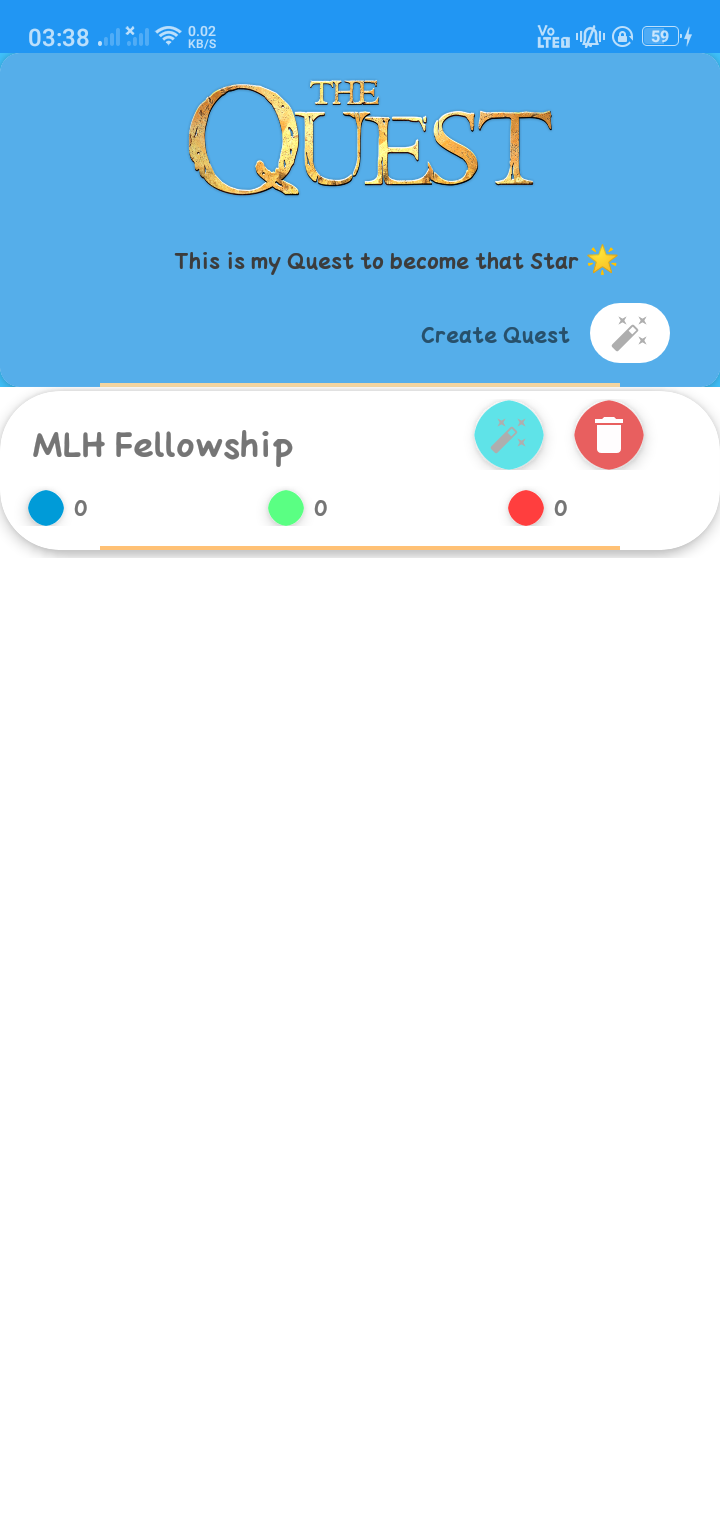 03:38
0.02
KB/S
Vo
LTE1
59
THE
QUEST
This is my Quest to become that Star 🌟
Create Quest
MLH Fellowship
0
0
0